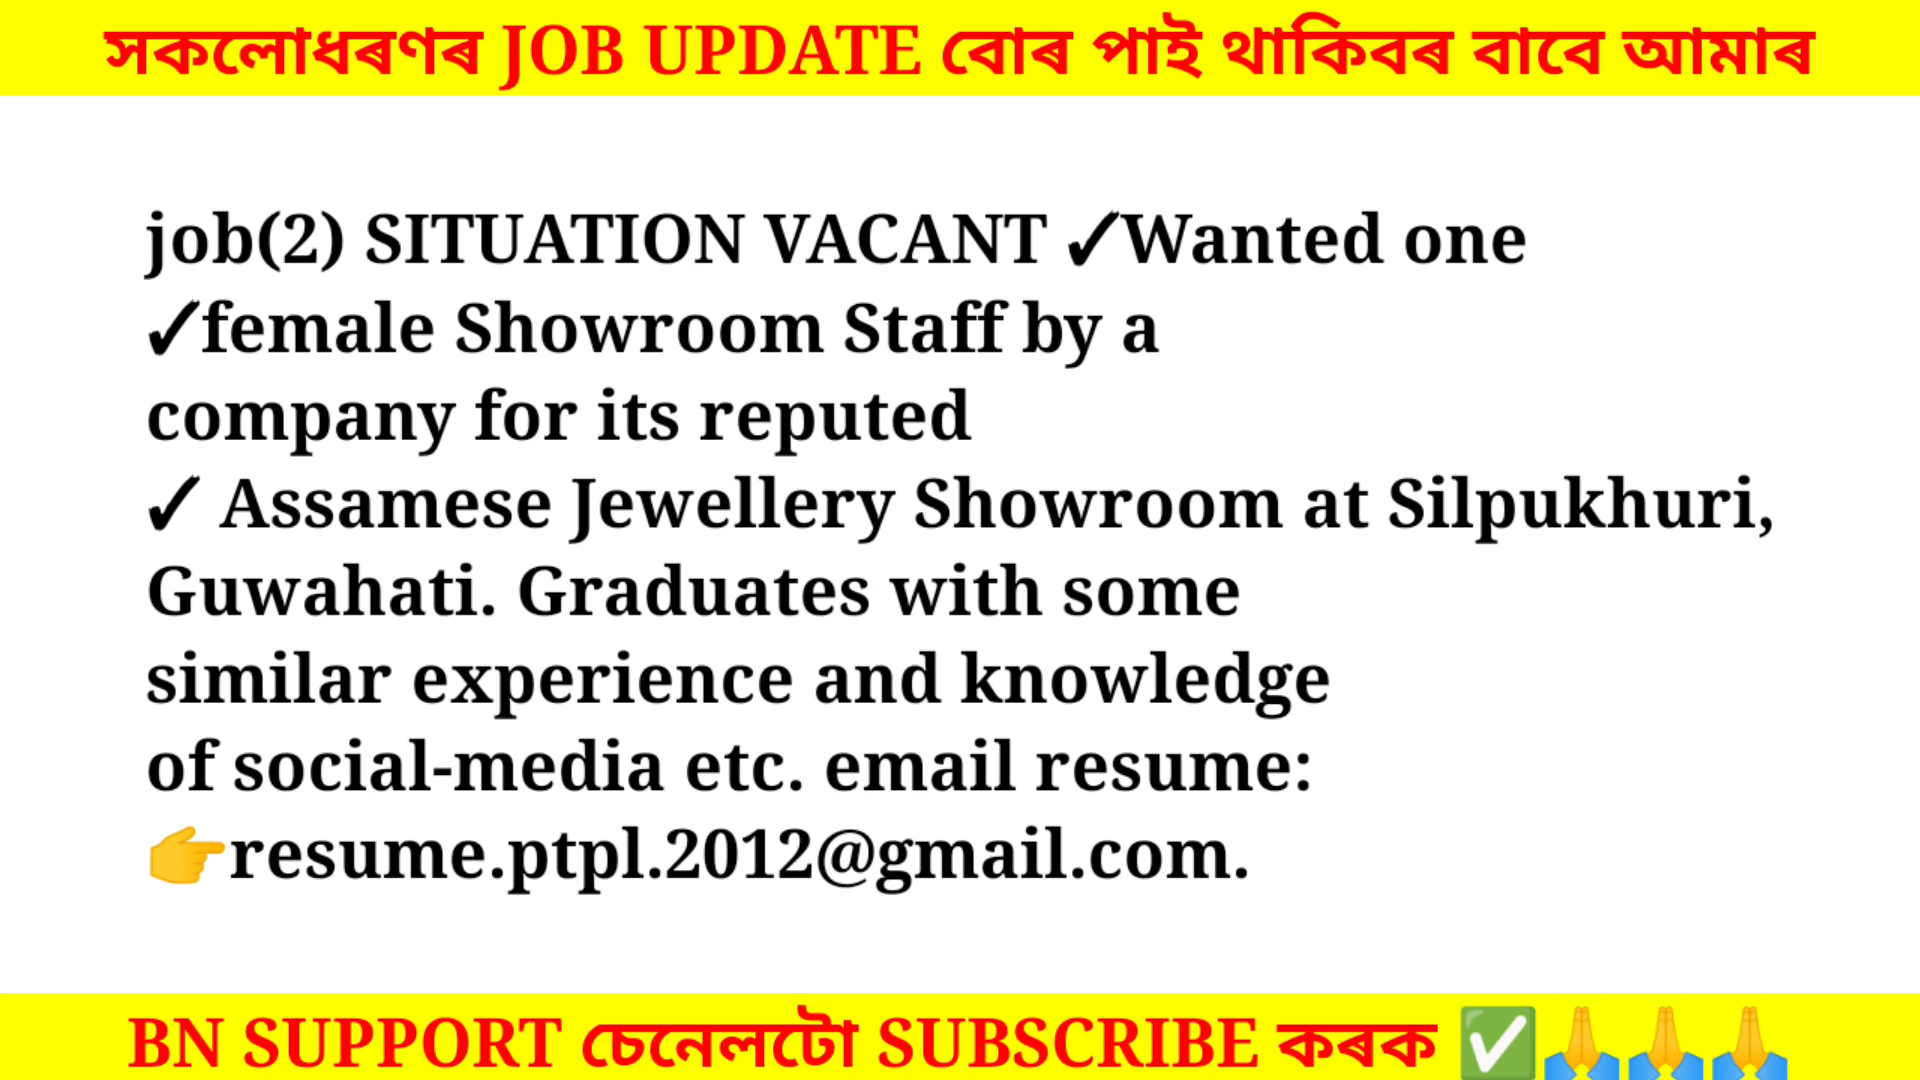 সকলোধৰণৰ JOB UPDATE বোৰ পাই থাকিবৰ বাবে আমাৰ
job(2) SITUATION VACANT ✓Wanted one
✓female Showroom Staff by a
company for its reputed
✓ Assamese Jewellery Showroom at Silpukhuri,
Guwahati. Graduates with some
similar experience and knowledge
of social-media etc. email resume:
👉resume.ptpl.2012@gmail.com.
BN SUPPORT চেনেলটো SUBSCRIBE কৰক ✅🙏🙏🙏